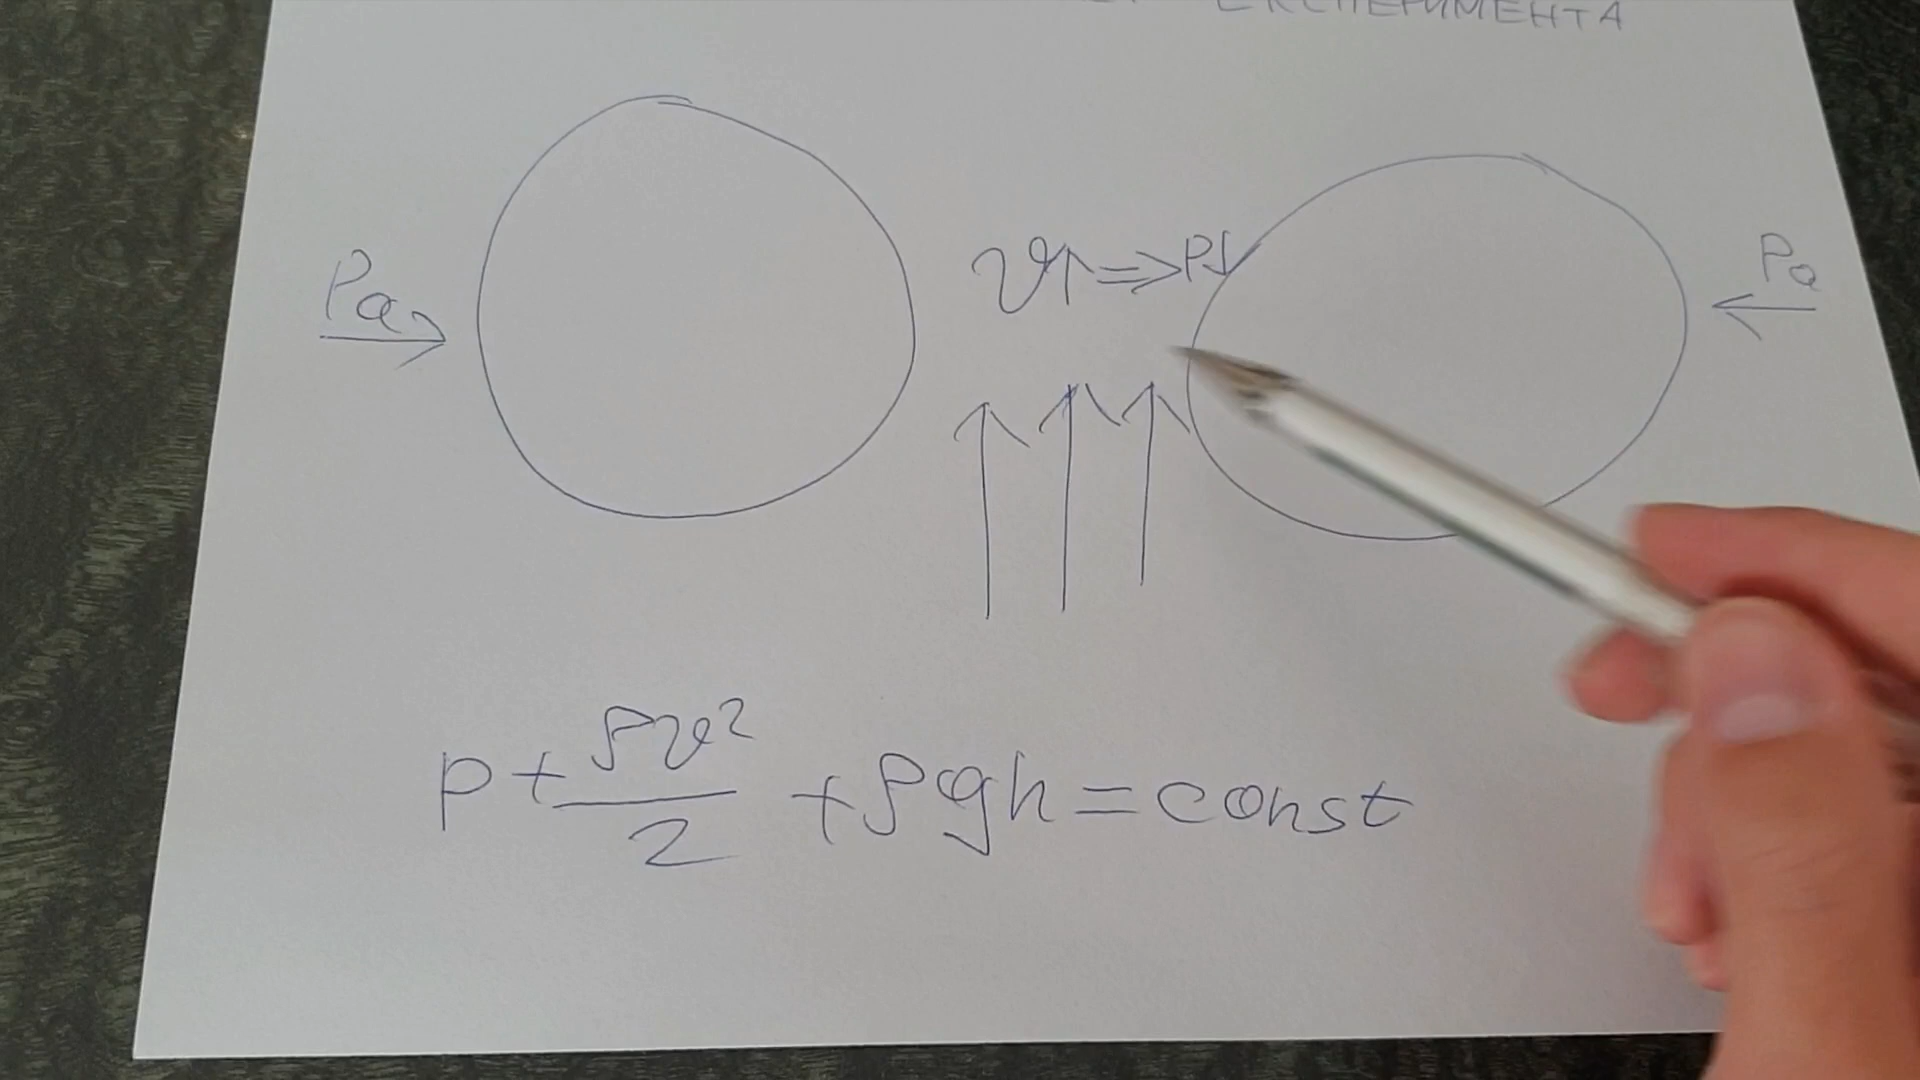 ЕКСПЕРИМЕНТА
v↑ ⇒ P↓
Pa
Pa
p + ρv²/2 + ρgh = const